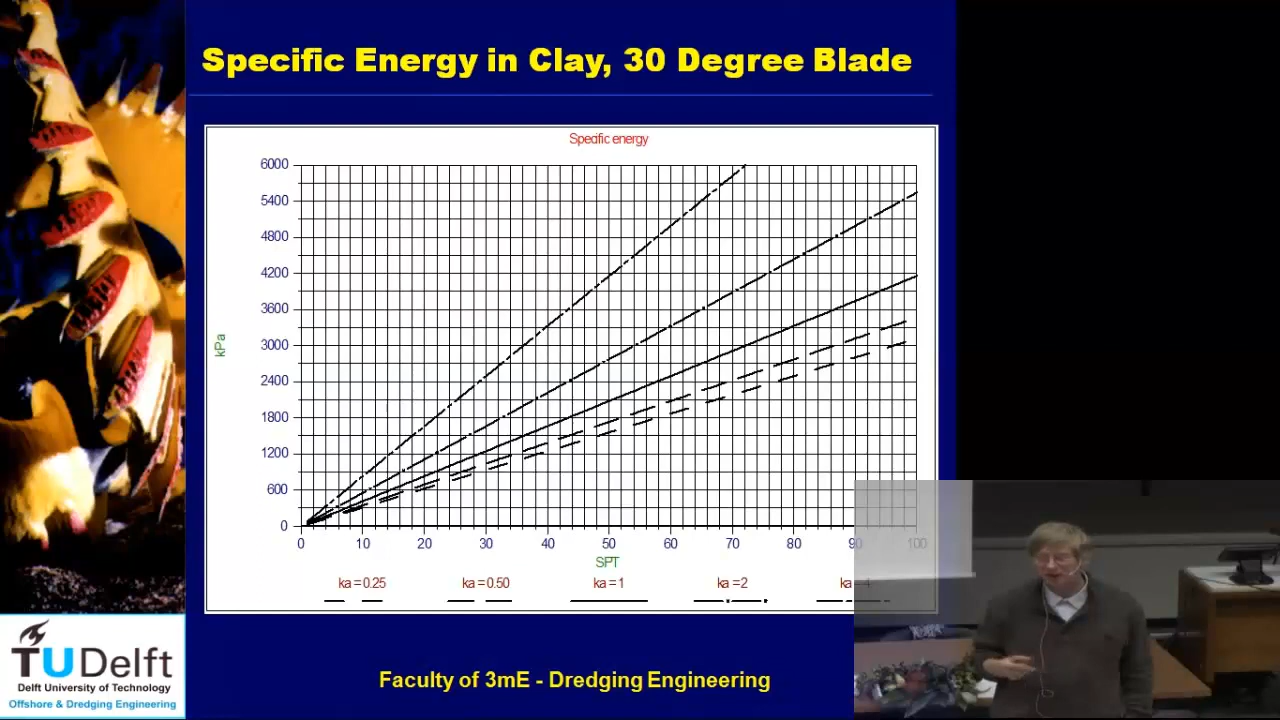 Specific Energy in Clay, 30 Degree Blade
Specific energy
6000
5400
4800
4200
3600
3000
2400
1800
1200
600
0
kPa
0 10 20 30 40 50 60 70 80 90 100
SPT
ka = 0.25 ka = 0.50 ka = 1 ka = 2 ka = 4
TU Delft
Delft University of Technology
Offshore & Dredging Engineering
Faculty of 3mE - Dredging Engineering